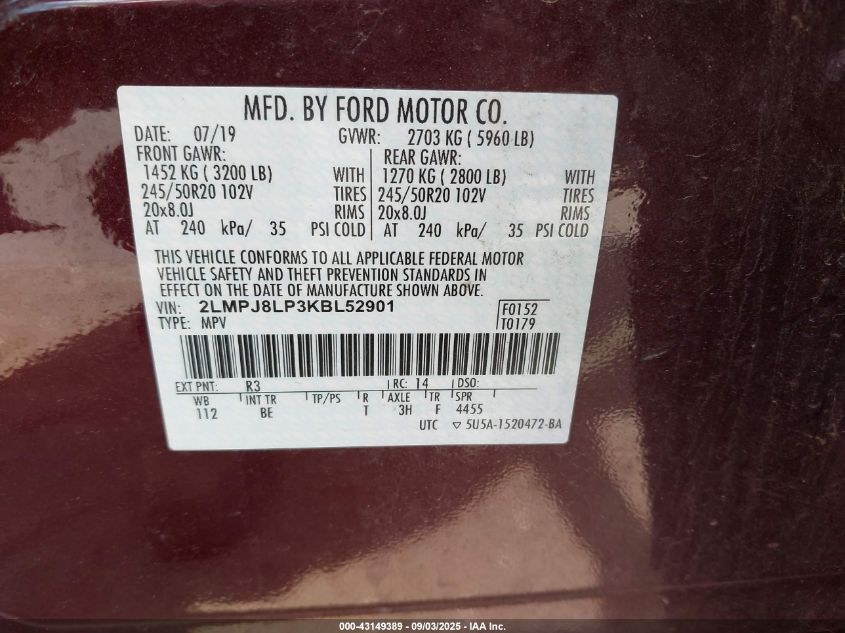 MFD. BY FORD MOTOR CO.
DATE: 07/19 GVWR: 2703 KG ( 5960 LB)
FRONT GAWR: REAR GAWR:
1452 KG ( 3200 LB) WITH 1270 KG ( 2800 LB) WITH
245/50R20 102V TIRES 245/50R20 102V TIRES
20x8.0J RIMS 20x8.0J RIMS
AT 240 kPa/ 35 PSI COLD AT 240 kPa/ 35 PSI COLD
THIS VEHICLE CONFORMS TO ALL APPLICABLE FEDERAL MOTOR
VEHICLE SAFETY AND THEFT PREVENTION STANDARDS IN
EFFECT ON THE DATE OF MANUFACTURE SHOWN ABOVE.
VIN: 2LMPJ8LP3KBL52901 F0152
TYPE: MPV T0179
EXT PNT: R3 RC: 14 DSO:
WB INT TR TP/PS R AXLE TR SPR
112 BE T 3H F 4455
UTC ▽ 5U5A-1520472-BA
000-43149389 - 09/03/2025 - IAA Inc.